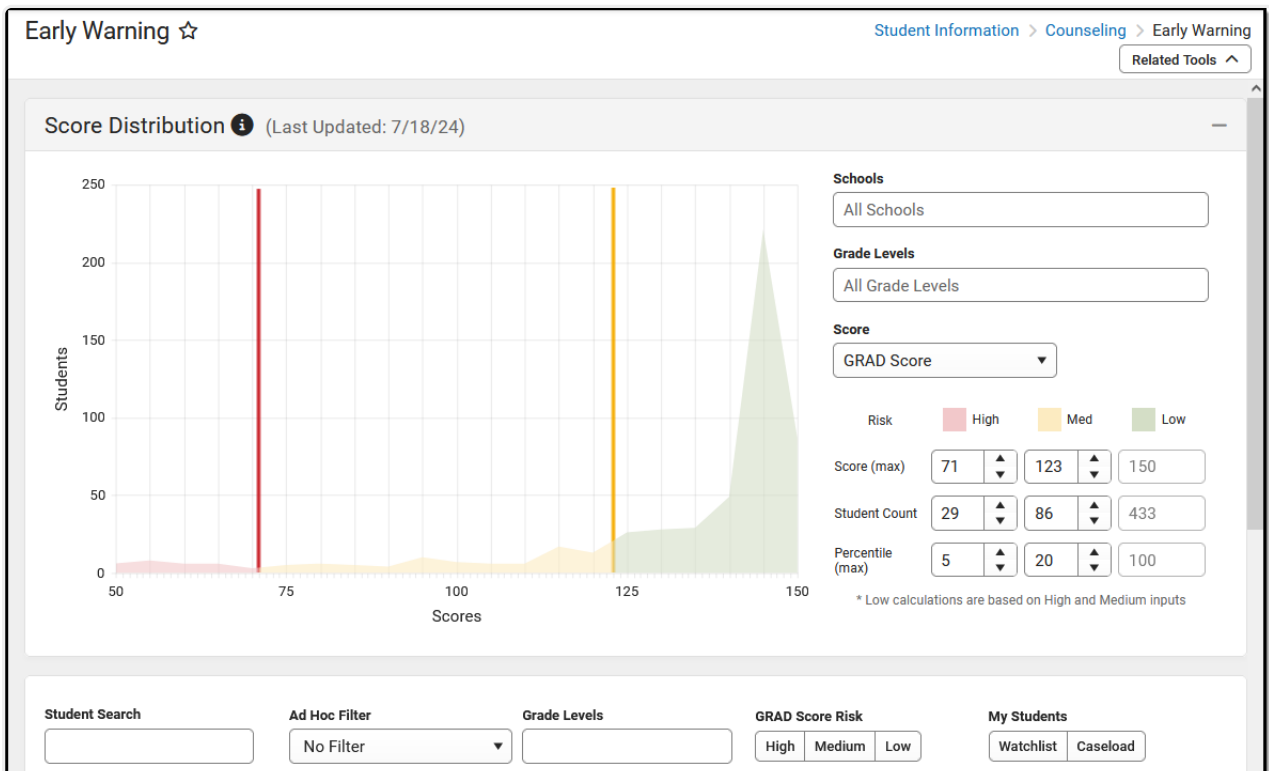 Early Warning
Student Information > Counseling > Early Warning
Related Tools
Score Distribution (Last Updated: 7/18/24)
250
200
150
100
50
0
Students
50 75 100 125 150
Scores
Schools
All Schools
Grade Levels
All Grade Levels
Score
GRAD Score
Risk High Med Low
Score (max) 71 123 150
Student Count 29 86 433
Percentile
(max) 5 20 100
* Low calculations are based on High and Medium inputs
Student Search Ad Hoc Filter Grade Levels GRAD Score Risk My Students
No Filter High Medium Low Watchlist Caseload